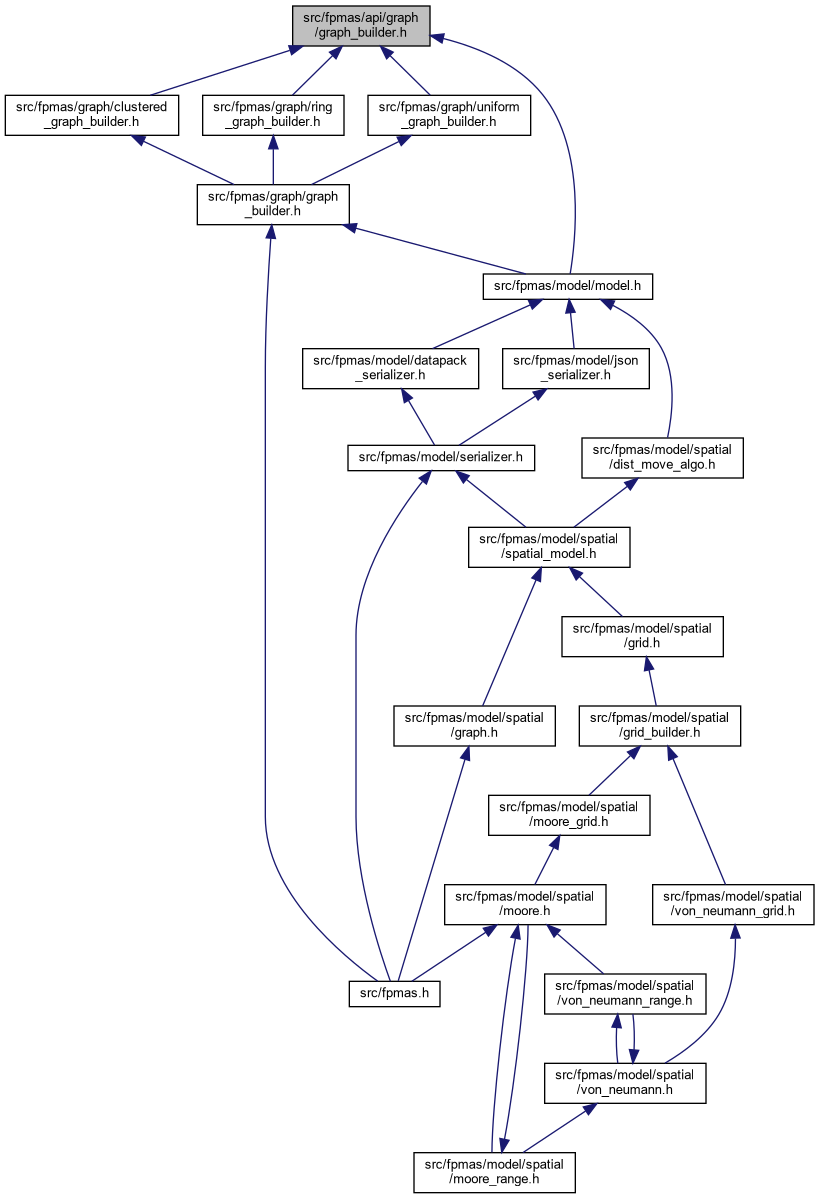 src/fpmas/api/graph
/graph_builder.h
src/fpmas/graph/clustered
_graph_builder.h
src/fpmas/graph/ring
_graph_builder.h
src/fpmas/graph/uniform
_graph_builder.h
src/fpmas/graph/graph
_builder.h
src/fpmas/model/model.h
src/fpmas/model/datapack
_serializer.h
src/fpmas/model/json
_serializer.h
src/fpmas/model/serializer.h
src/fpmas/model/spatial
/dist_move_algo.h
src/fpmas/model/spatial
/spatial_model.h
src/fpmas/model/spatial
/grid.h
src/fpmas/model/spatial
/graph.h
src/fpmas/model/spatial
/grid_builder.h
src/fpmas/model/spatial
/moore_grid.h
src/fpmas/model/spatial
/moore.h
src/fpmas/model/spatial
/von_neumann_grid.h
src/fpmas.h
src/fpmas/model/spatial
/von_neumann_range.h
src/fpmas/model/spatial
/von_neumann.h
src/fpmas/model/spatial
/moore_range.h